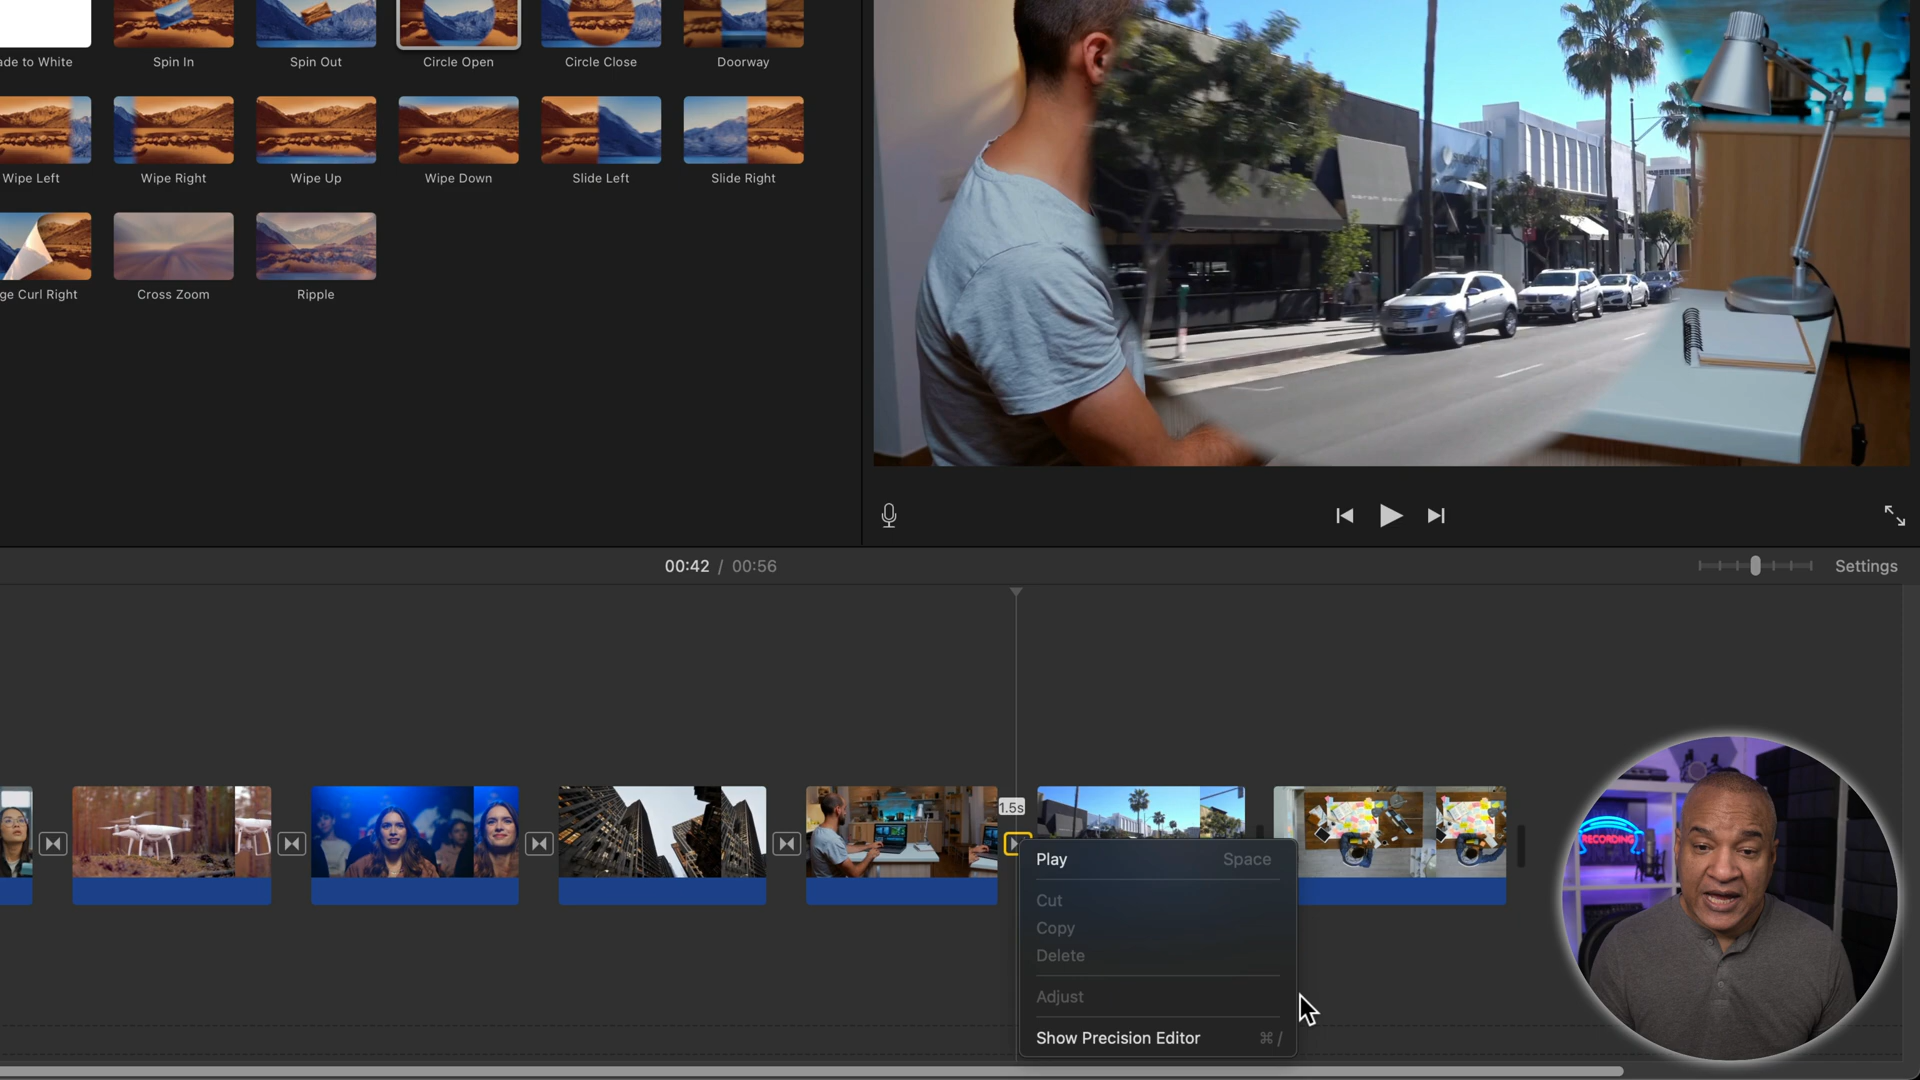 ade to White
Spin In
Spin Out
Circle Open
Circle Close
Doorway
Wipe Left
Wipe Right
Wipe Up
Wipe Down
Slide Left
Slide Right
ge Curl Right
Cross Zoom
Ripple
00:42 / 00:56
Settings
1.5s
Play Space
Cut
Copy
Delete
Adjust
Show Precision Editor ⌘ /
RECORDING